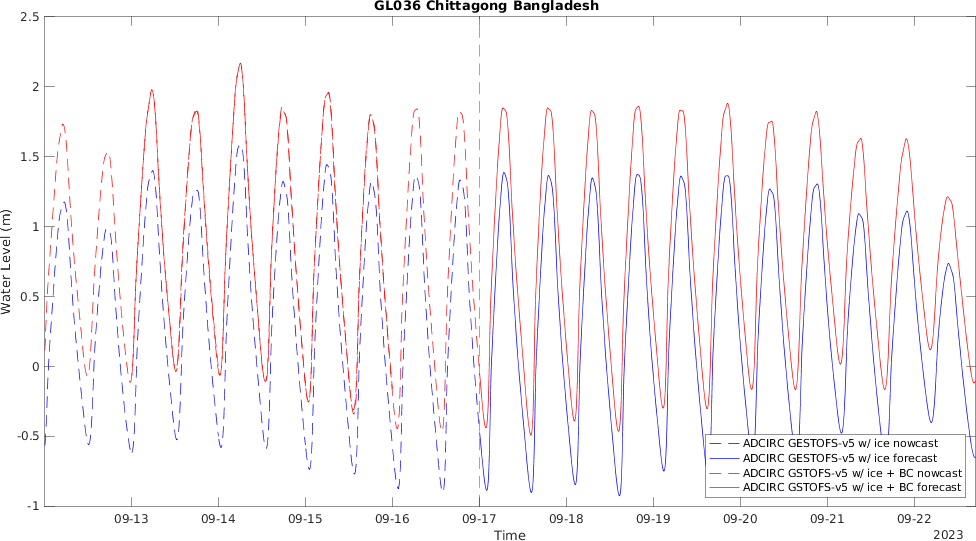 GL036 Chittagong Bangladesh
2.5
2
1.5
1
0.5
0
-0.5
-1
Water Level (m)
ADCIRC GESTOFS-v5 w/ ice nowcast
ADCIRC GESTOFS-v5 w/ ice forecast
ADCIRC GSTOFS-v5 w/ ice + BC nowcast
ADCIRC GSTOFS-v5 w/ ice + BC forecast
09-13 09-14 09-15 09-16 09-17 09-18 09-19 09-20 09-21 09-22
Time
2023